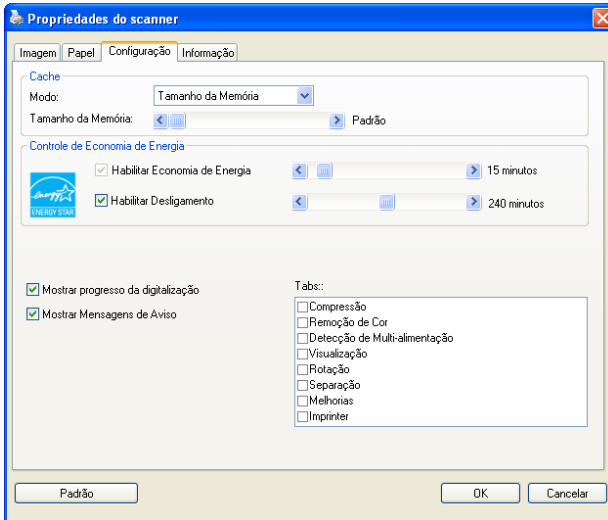 Propriedades do scanner
Imagem Papel Configuração Informação
Cache
Modo: Tamanho da Memória
Tamanho da Memória: Padrão
Controle de Economia de Energia
Habilitar Economia de Energia 15 minutos
Habilitar Desligamento 240 minutos
energy
ENERGY STAR
Mostrar progresso da digitalização
Mostrar Mensagens de Aviso
Tabs::
Compressão
Remoção de Cor
Detecção de Multi-alimentação
Visualização
Rotação
Separação
Melhorias
Imprinter
Padrão OK Cancelar